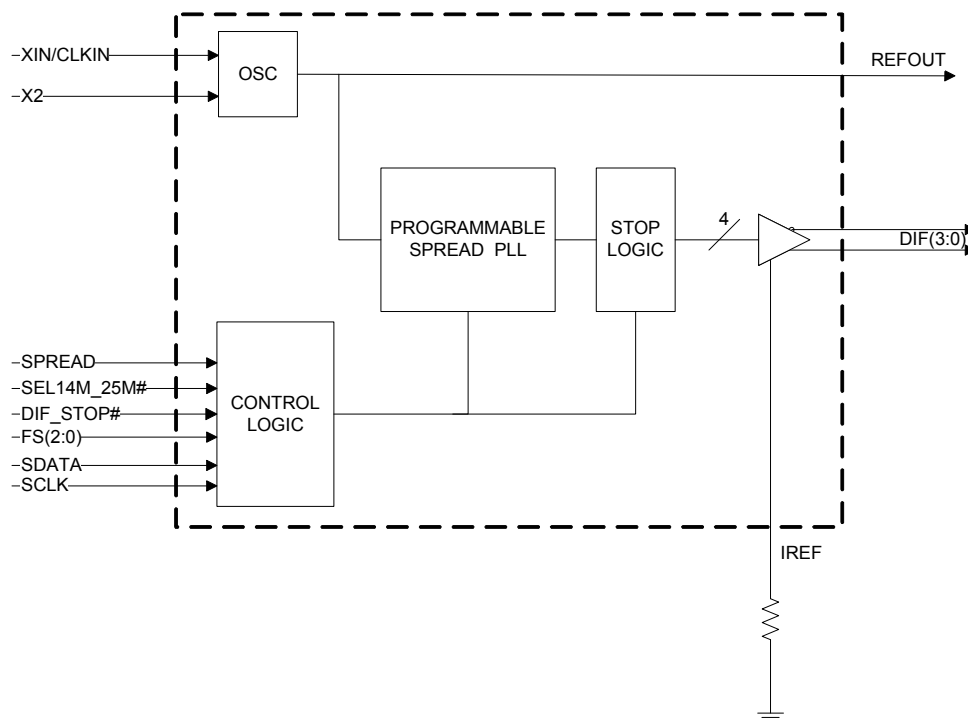 XIN/CLKIN
X2
OSC
REFOUT
PROGRAMMABLE
SPREAD PLL
STOP
LOGIC
4
DIF(3:0)
SPREAD
SEL14M_25M#
DIF_STOP#
FS(2:0)
SDATA
SCLK
CONTROL
LOGIC
IREF